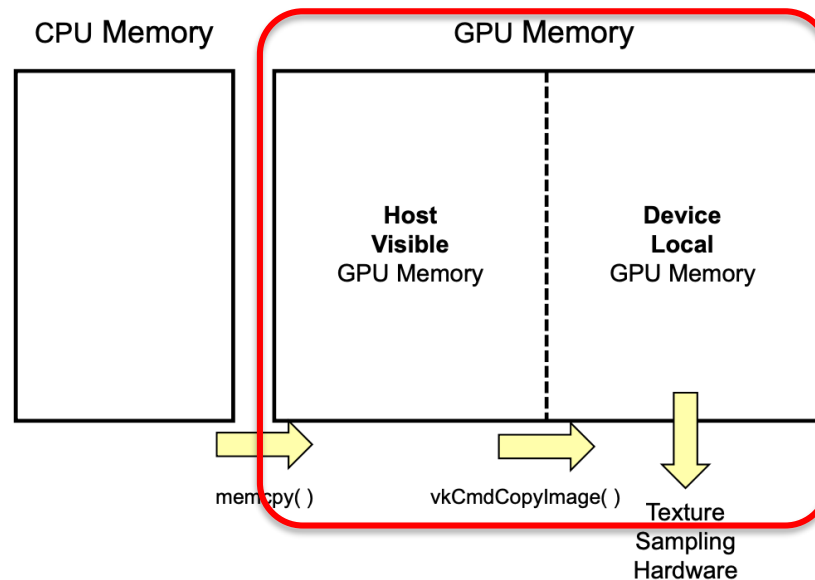 CPU Memory
GPU Memory
Host
Visible
GPU Memory
Device
Local
GPU Memory
memcpy( )
vkCmdCopyImage( )
Texture
Sampling
Hardware